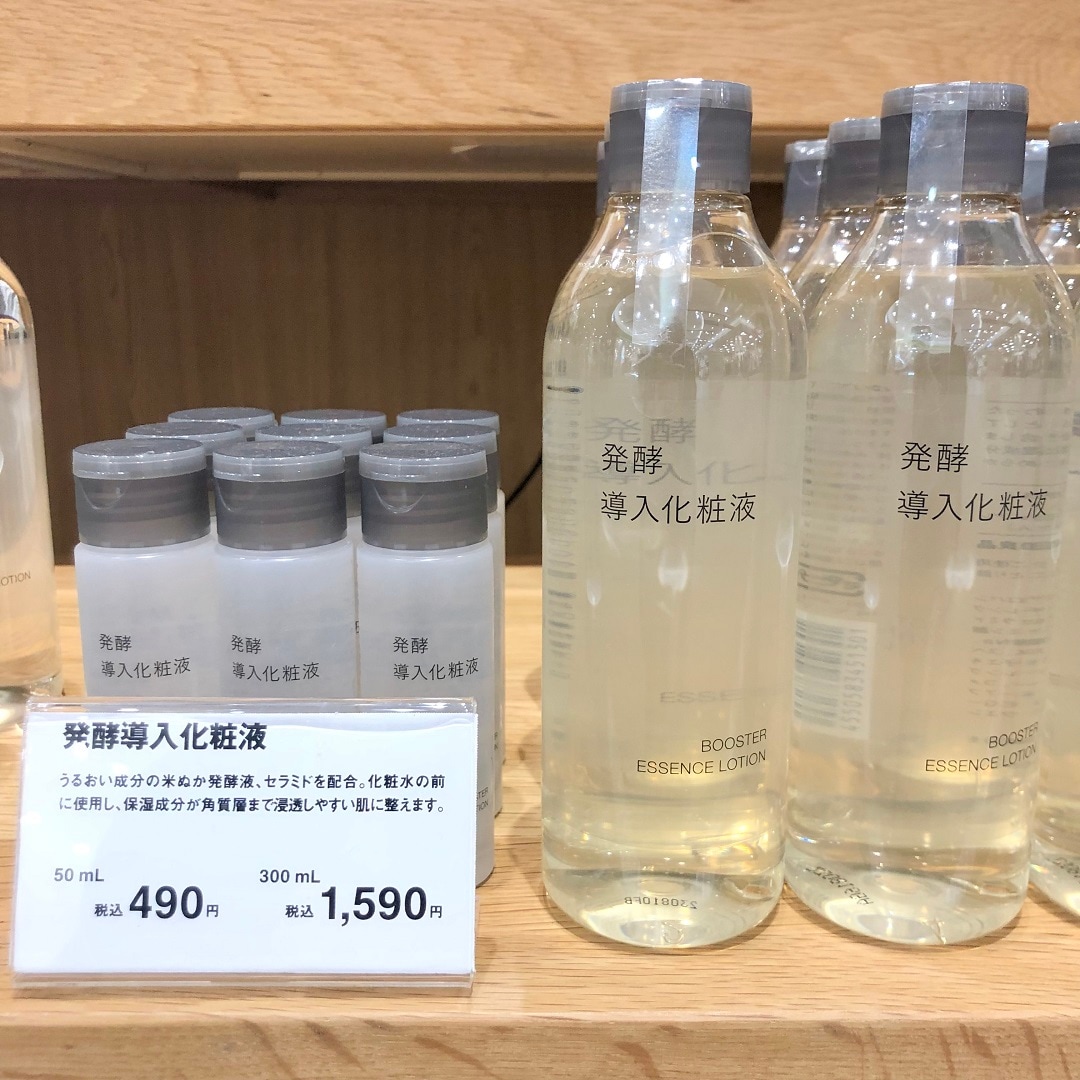 発酵
導入化粧液
BOOSTER
ESSENCE LOTION
発酵
導入化粧液
BOOSTER
ESSENCE LOTION
発酵
導入化粧液
発酵
導入化粧液
発酵
導入化粧液
発酵導入化粧液
うるおい成分の米ぬか発酵液、セラミドを配合。化粧水の前
に使用し、保湿成分が角質層まで浸透しやすい肌に整えます。
50 mL 税込 490円
300 mL 税込 1,590円
230810FB